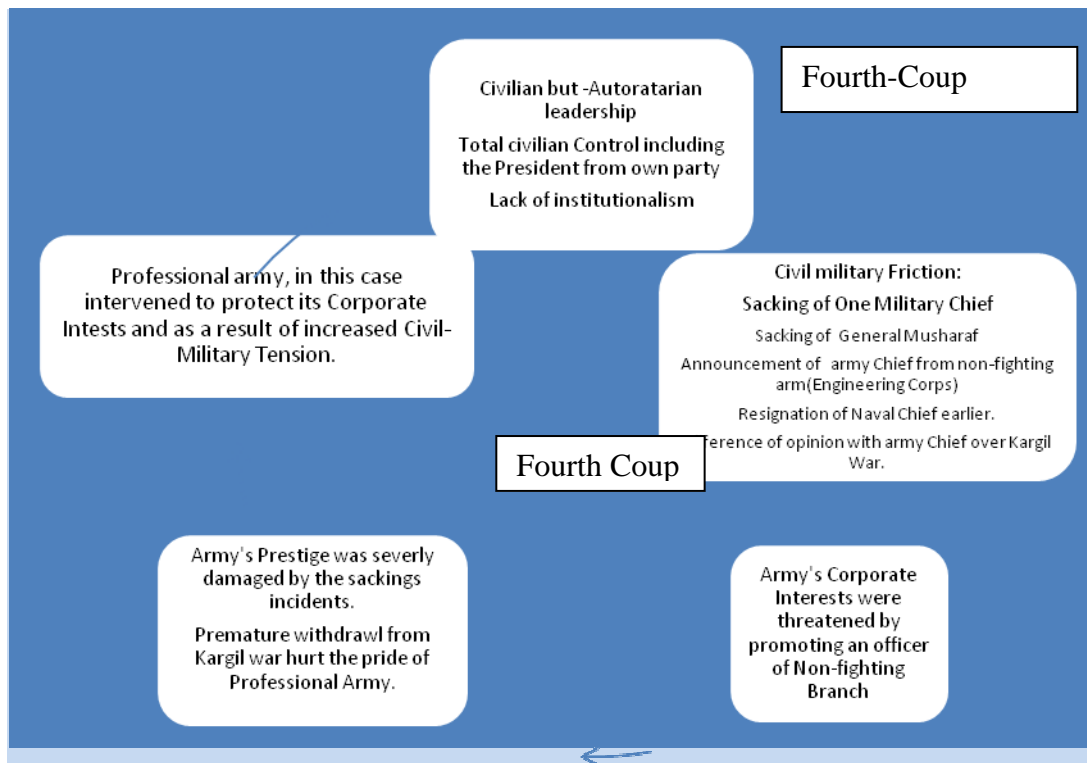 Fourth-Coup
Civilian but -Autoratarian
leadership
Total civilian Control including
the President from own party
Lack of institutionalism
Professional army, in this case
intervened to protect its Corporate
Intests and as a result of increased Civil-
Military Tension.
Civil military Friction:
Sacking of One Military Chief
Sacking of General Musharaf
Announcement of army Chief from non-fighting
arm(Engineering Corps)
Resignation of Naval Chief earlier.
ference of opinion with army Chief over Kargil
War.
Fourth Coup
Army's Prestige was severly
damaged by the sackings
incidents.
Premature withdrawl from
Kargil war hurt the pride of
Professional Army.
Army's Corporate
Interests were
threatened by
promoting an officer
of Non-fighting
Branch